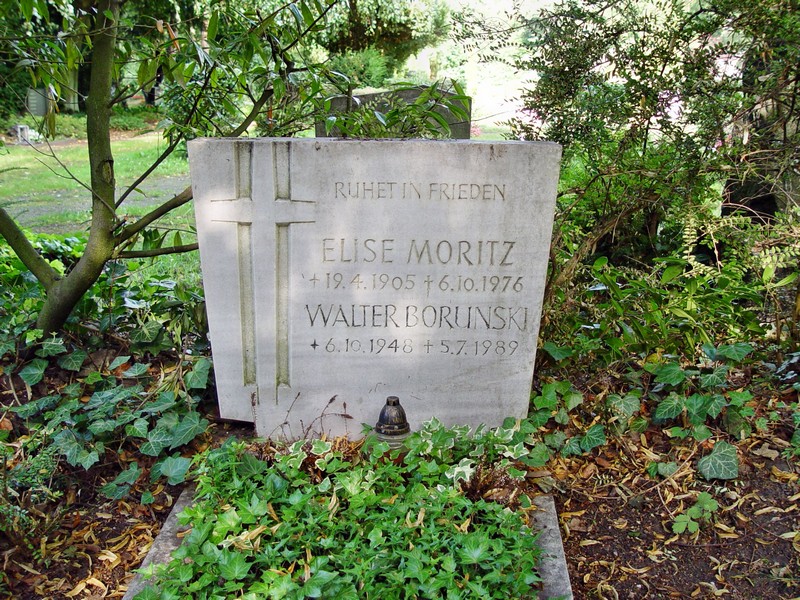 RUHET IN FRIEDEN
ELISE MORITZ
+19.4.1905 †6.10.1976
WALTER BORUNSKI
+6.10.1948 †5.7.1989